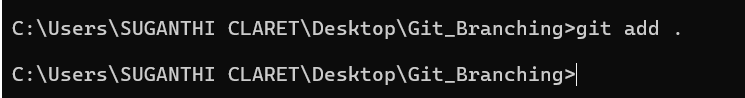 C:\Users\SUGANTHI CLARET\Desktop\Git_Branching>git add .
C:\Users\SUGANTHI CLARET\Desktop\Git_Branching>